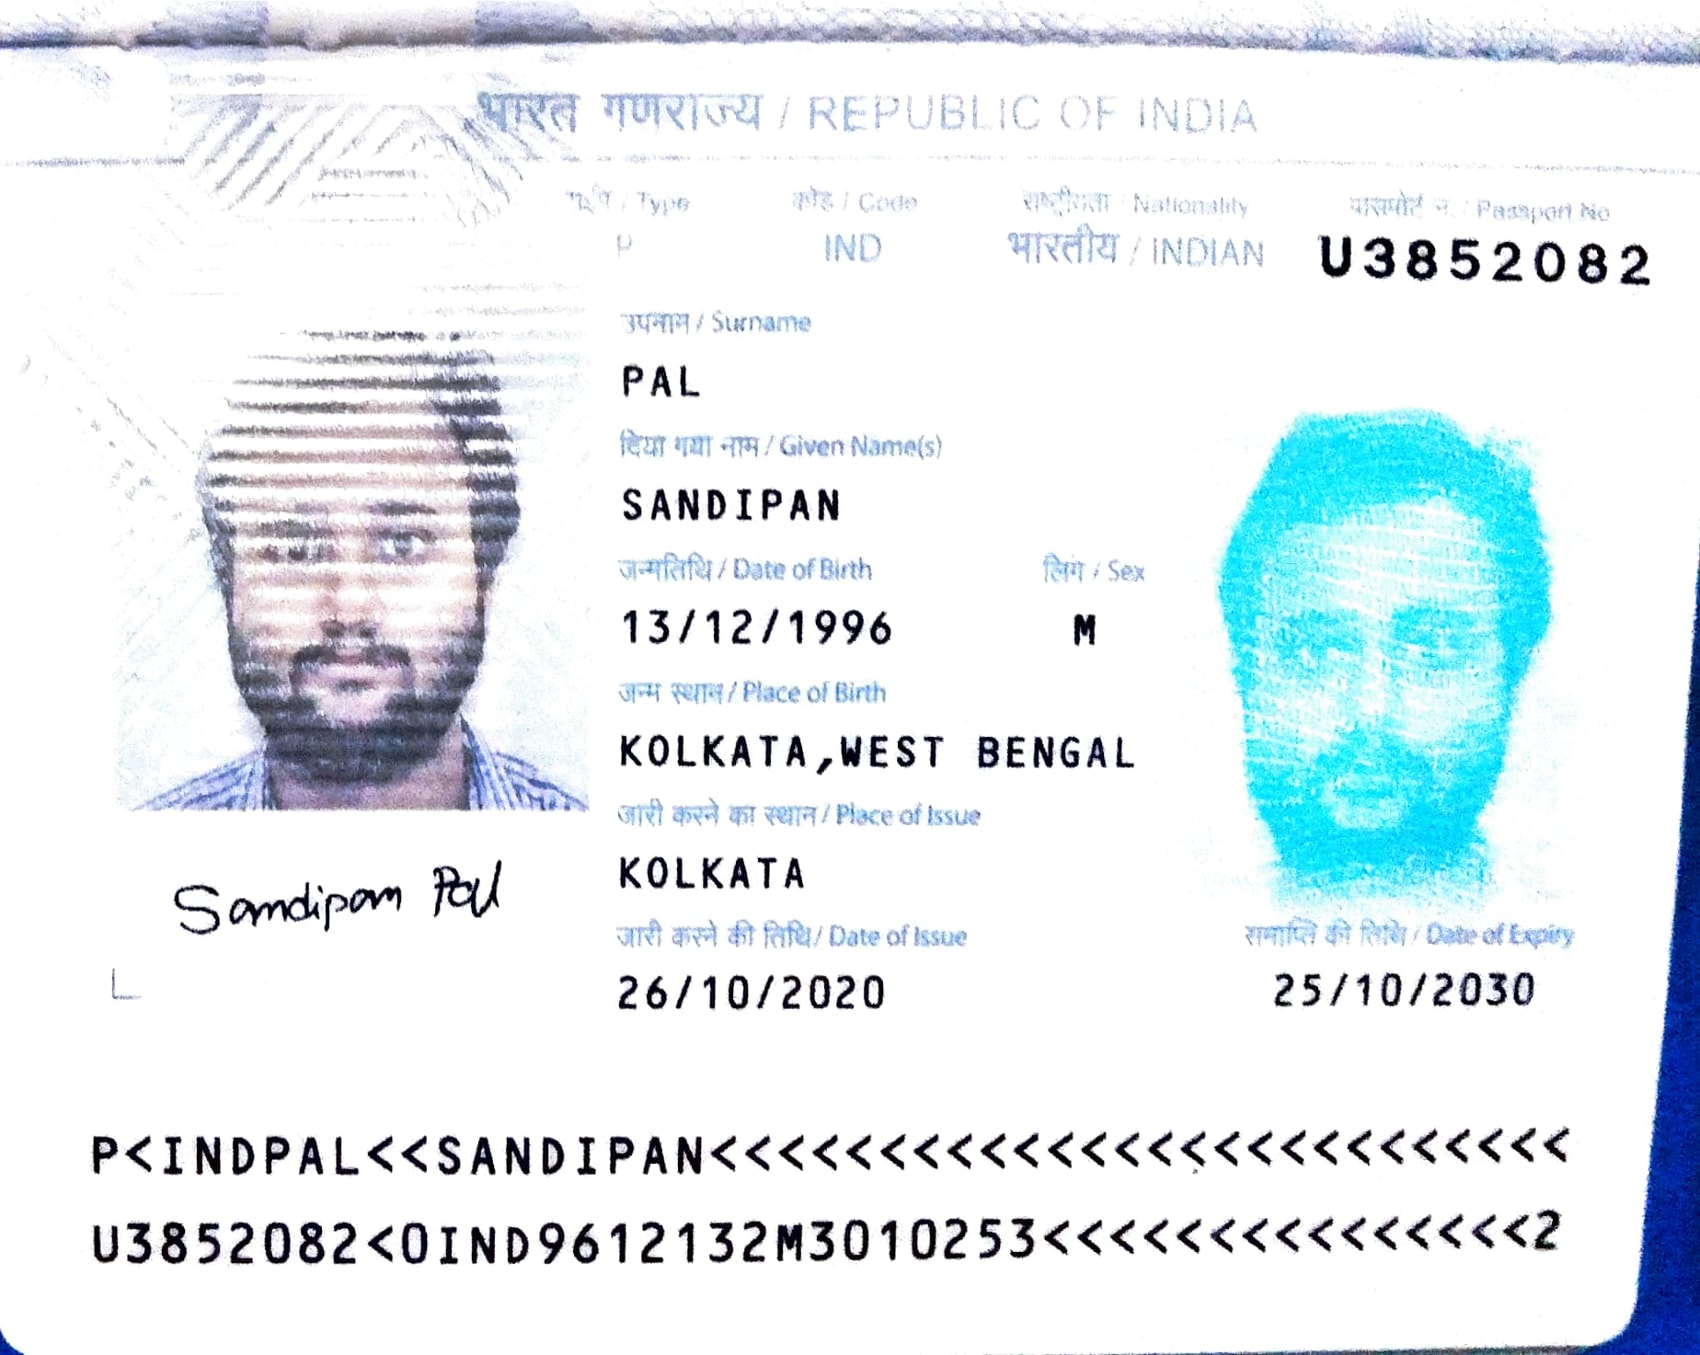 भारत गणराज्य / REPUBLIC OF INDIA
/ Type कोड / Code राष्ट्रीयता / Nationality पासपोर्ट न. / Passport No
P IND भारतीय / INDIAN U3852082
उपनाम / Surname
PAL
दिया गया नाम / Given Name(s)
SANDIPAN
जन्मतिथि / Date of Birth लिंग / Sex
13/12/1996 M
जन्म स्थान / Place of Birth
KOLKATA,WEST BENGAL
जारी करने का स्थान / Place of Issue
KOLKATA
Sandipan Pal
जारी करने की तिथि / Date of Issue समाप्ति की तिथि / Date of Expiry
26/10/2020 25/10/2030
P<INDPAL<<SANDIPAN<<<<<<<<<<<<<<<<<<<<<<<<<<
U3852082<0IND9612132M3010253<<<<<<<<<<<<<<<2